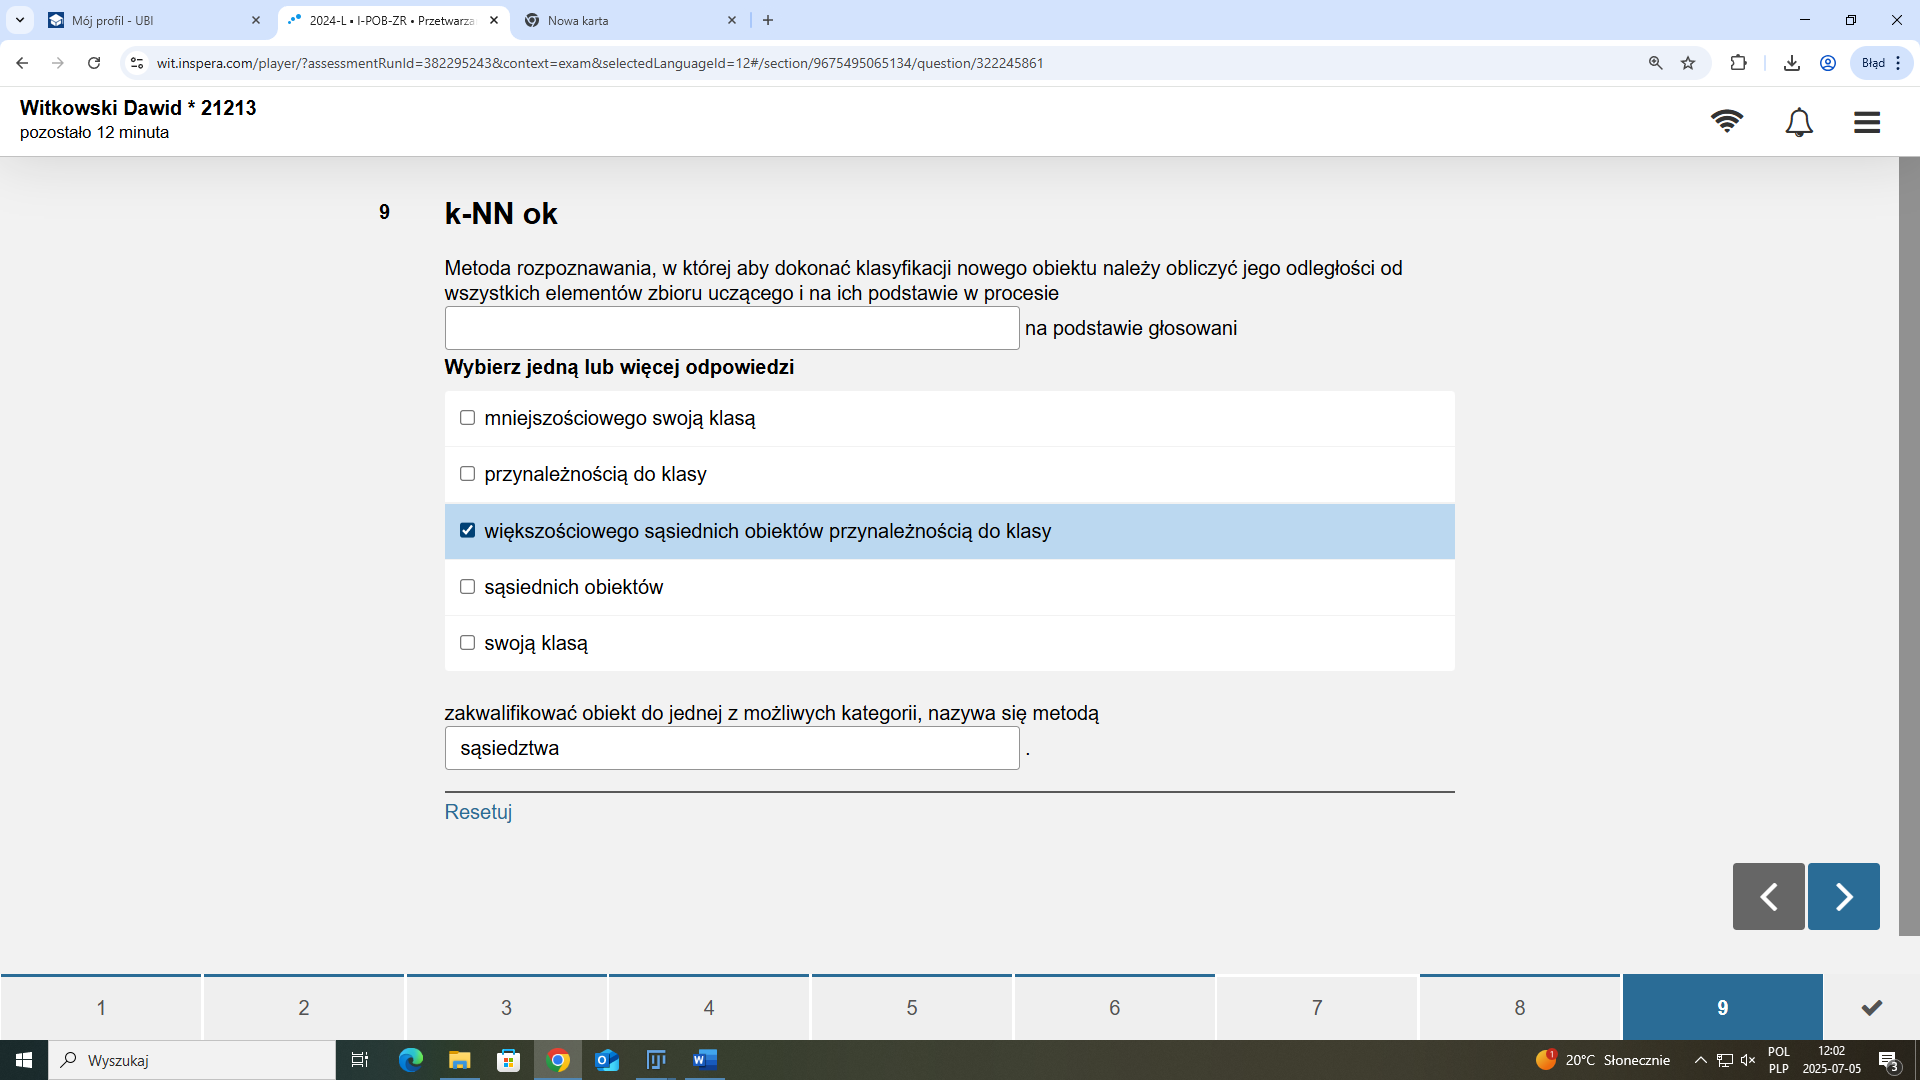 Mój profil - UBI
2024-L • I-POB-ZR • Przetwarza
Nowa karta
wit.inspera.com/player/?assessmentRunId=382295243&context=exam&selectedLanguageId=12#/section/9675495065134/question/322245861
Błąd
Witkowski Dawid * 21213
pozostało 12 minuta
9
k-NN ok
Metoda rozpoznawania, w której aby dokonać klasyfikacji nowego obiektu należy obliczyć jego odległości od
wszystkich elementów zbioru uczącego i na ich podstawie w procesie
na podstawie głosowani
Wybierz jedną lub więcej odpowiedzi
mniejszościowego swoją klasą
przynależnością do klasy
większościowego sąsiednich obiektów przynależnością do klasy
sąsiednich obiektów
swoją klasą
zakwalifikować obiekt do jednej z możliwych kategorii, nazywa się metodą
sąsiedztwa .
Resetuj
1 2 3 4 5 6 7 8 9
Wyszukaj
1
20°C Słonecznie
POL
PLP
12:02
2025-07-05
3